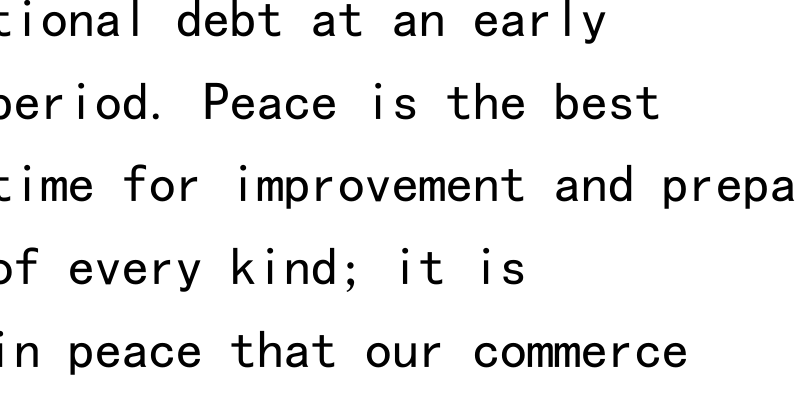 tional debt at an early
period. Peace is the best
time for improvement and prepa
of every kind; it is
in peace that our commerce